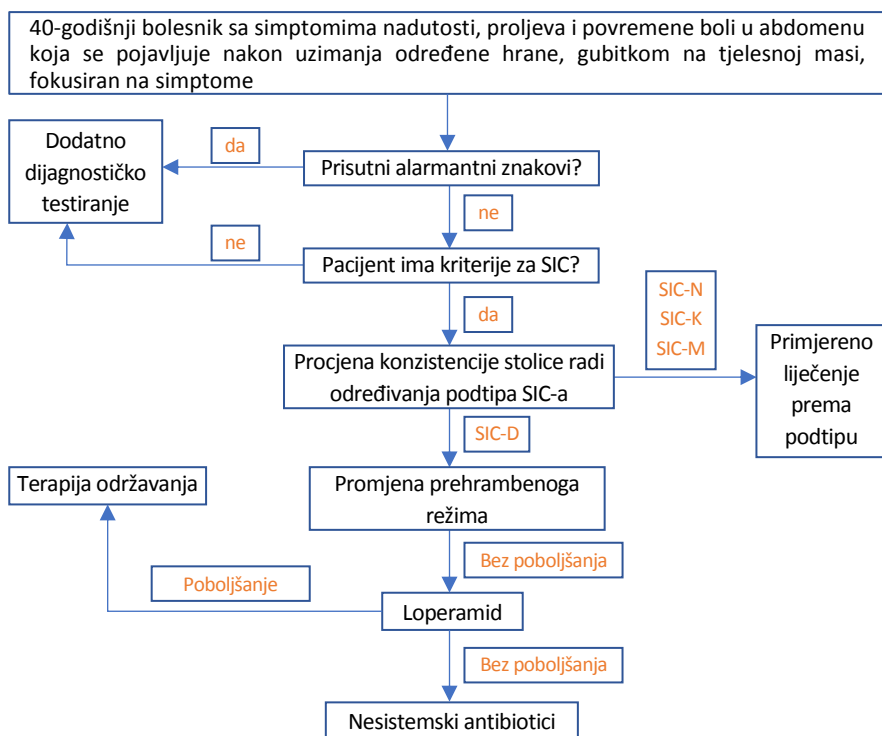 40-godišnji bolesnik sa simptomima nadutosti, proljeva i povremene boli u abdomenu
koja se pojavljuje nakon uzimanja određene hrane, gubitkom na tjelesnoj masi,
fokusiran na simptome
Dodatno
dijagnostičko
testiranje
da
Prisutni alarmantni znakovi?
ne
ne
Pacijent ima kriterije za SIC?
da
SIC-N
SIC-K
SIC-M
Procjena konzistencije stolice radi
određivanja podtipa SIC-a
Primjereno
liječenje
prema
podtipu
SIC-D
Terapija održavanja
Promjena prehrambenoga
režima
Bez poboljšanja
Poboljšanje
Loperamid
Bez poboljšanja
Nesistemski antibiotici